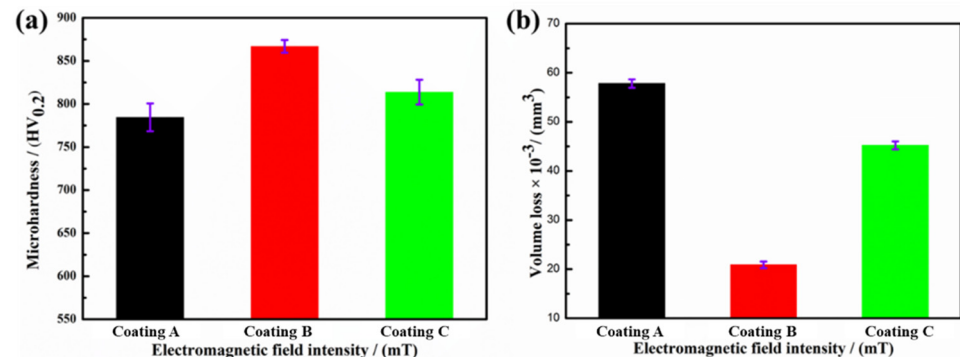 (a)
Microhardness / (HV0.2)
900
850
800
750
700
650
600
550
Coating A Coating B Coating C
Electromagnetic field intensity / (mT)
(b)
Volume loss × 10-3/ (mm3)
70
60
50
40
30
20
10
Coating A Coating B Coating C
Electromagnetic field intensity / (mT)